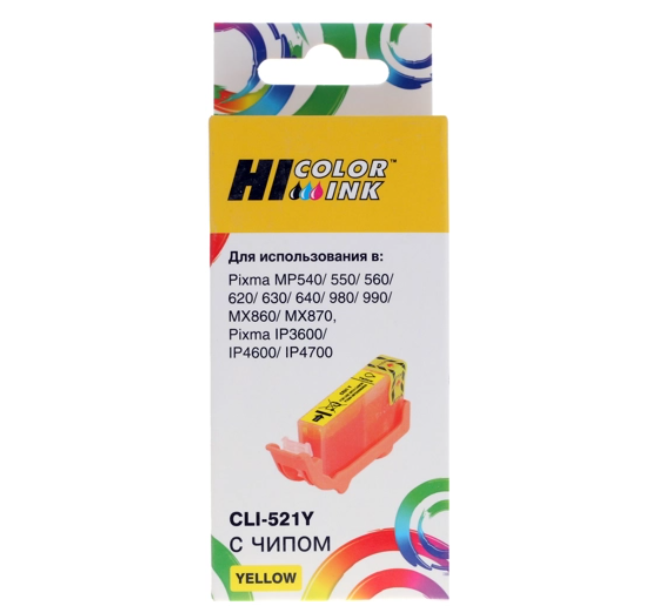 HI COLOR INK™
Для использования в:
Pixma MP540/ 550/ 560/
620/ 630/ 640/ 980/ 990/
MX860/ MX870,
Pixma IP3600/
IP4600/ IP4700
CLI-521Y
с чипом
YELLOW